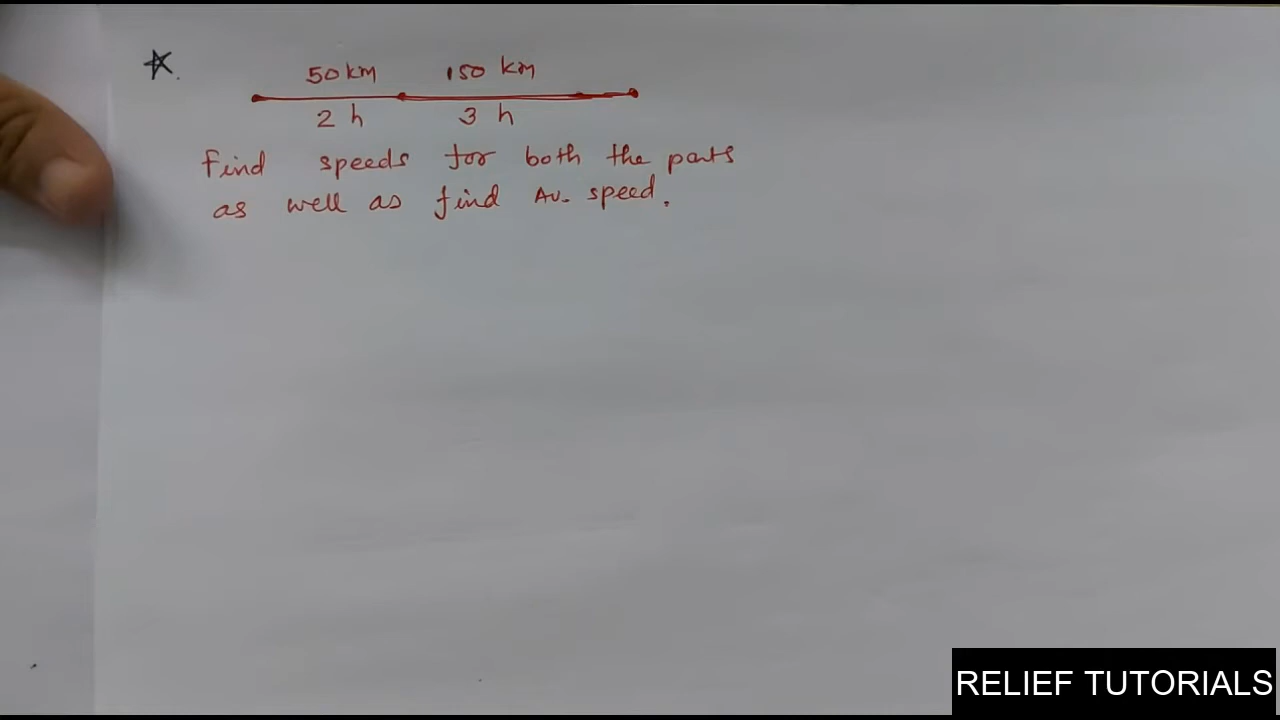 50 km 150 km
2 h 3 h
find speeds for both the parts
as well as find Av. speed.
RELIEF TUTORIALS